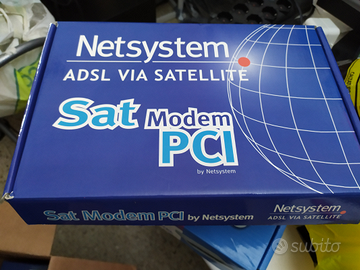 Netsystem
ADSL VIA SATELLITE
Sat Modem
PCI
by Netsystem
Sat Modem PCI by Netsystem
Netsystem
ADSL VIA SATELLITE
subito